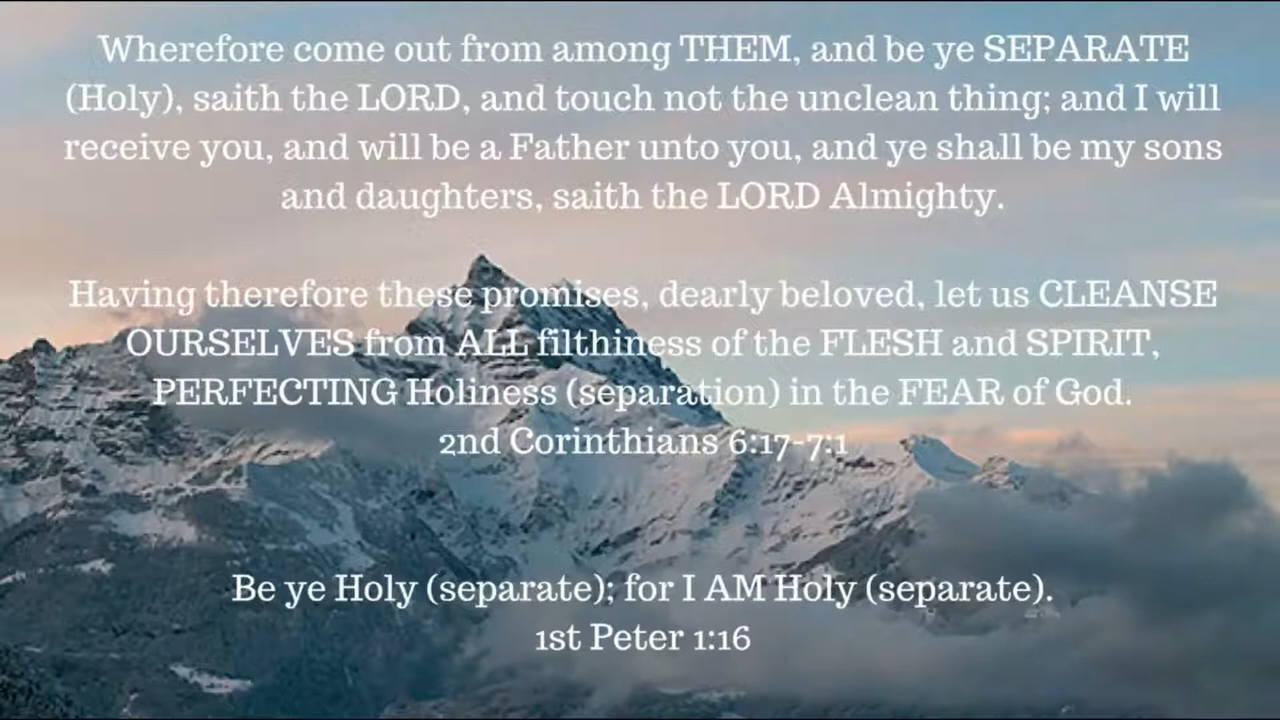 Wherefore come out from among THEM, and be ye SEPARATE
(Holy), saith the LORD, and touch not the unclean thing; and I will
receive you, and will be a Father unto you, and ye shall be my sons
and daughters, saith the LORD Almighty.
Having therefore these promises, dearly beloved, let us CLEANSE
OURSELVES from ALL filthiness of the FLESH and SPIRIT,
PERFECTING Holiness (separation) in the FEAR of God.
2nd Corinthians 6:17-7:1
Be ye Holy (separate); for I AM Holy (separate).
1st Peter 1:16